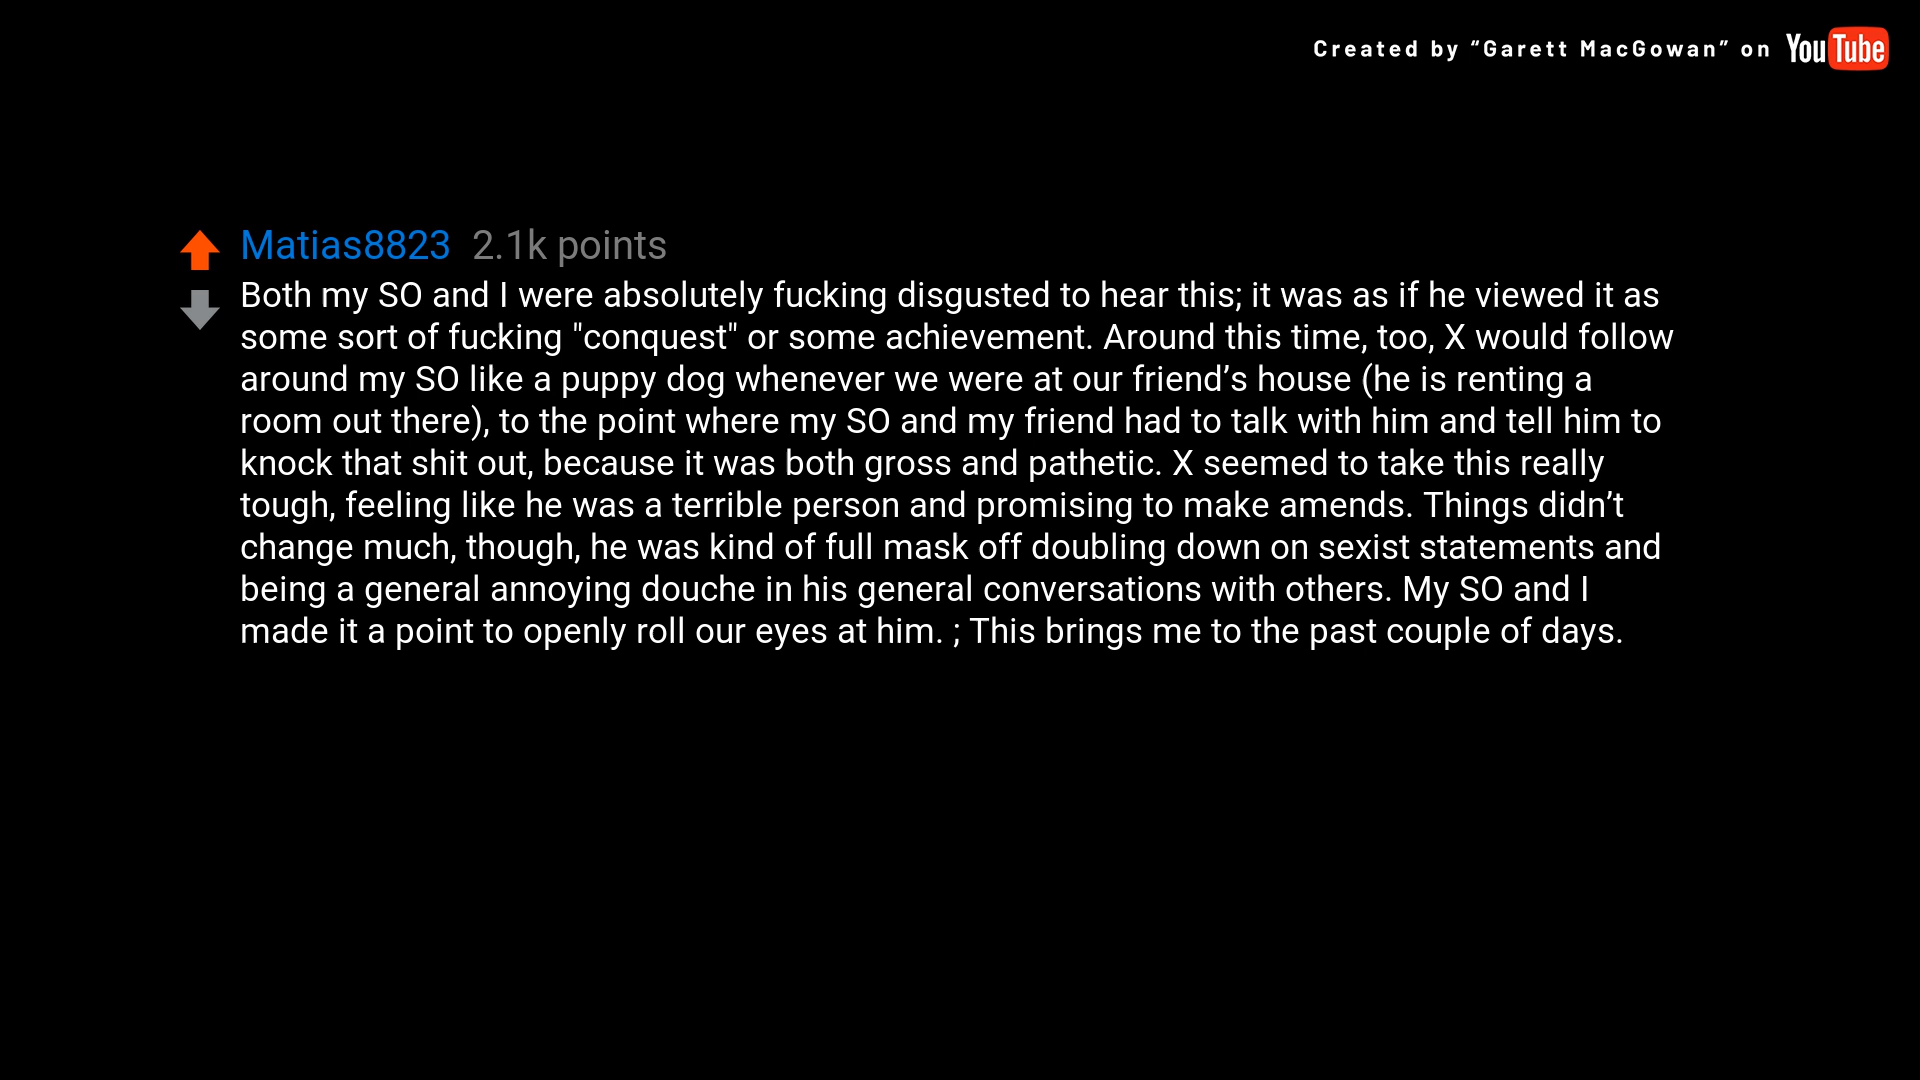 Created by “Garett MacGowan” on YouTube
Matias8823 2.1k points
Both my SO and I were absolutely fucking disgusted to hear this; it was as if he viewed it as
some sort of fucking "conquest" or some achievement. Around this time, too, X would follow
around my SO like a puppy dog whenever we were at our friend’s house (he is renting a
room out there), to the point where my SO and my friend had to talk with him and tell him to
knock that shit out, because it was both gross and pathetic. X seemed to take this really
tough, feeling like he was a terrible person and promising to make amends. Things didn’t
change much, though, he was kind of full mask off doubling down on sexist statements and
being a general annoying douche in his general conversations with others. My SO and I
made it a point to openly roll our eyes at him. ; This brings me to the past couple of days.